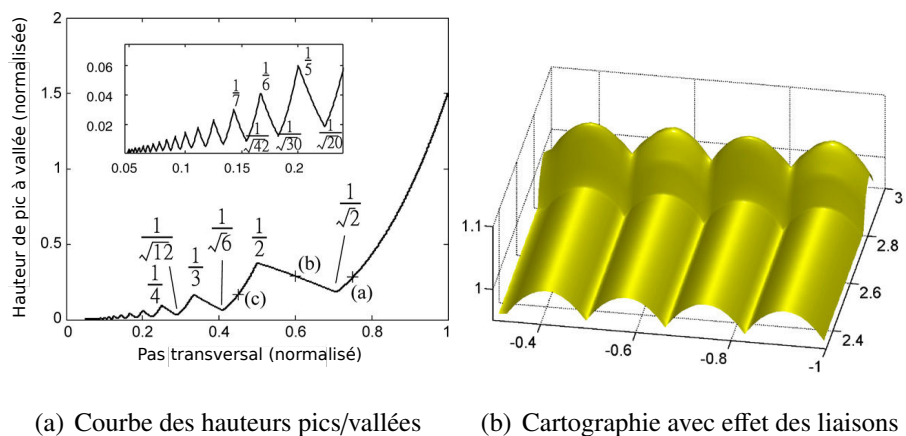 2
1.5
1
0.5
0
0 0.2 0.4 0.6 0.8 1
Hauteur de pic à vallée (normalisée)
Pas transversal (normalisé)
0.06
0.04
0.02
0.05 0.1 0.15 0.2
1/7
1/6
1/5
1/√42
1/√30
1/√20
1/4
1/√12
1/3
1/√6
1/2
1/√2
(a)
(b)
(c)
1.1
1
-0.4 -0.6 -0.8 -1
2.4
2.6
2.8
3
(a) Courbe des hauteurs pics/vallées
(b) Cartographie avec effet des liaisons